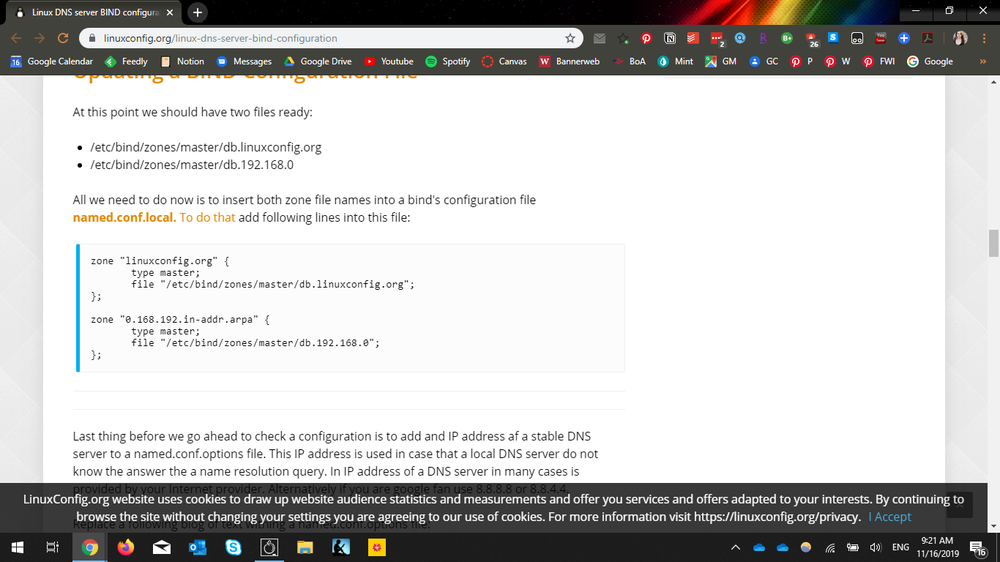 Linux DNS server BIND configura
linuxconfig.org/linux-dns-server-bind-configuration
2
B+
26
S
You
16 Google Calendar
Feedly
Notion
Messages
Google Drive
Youtube
Spotify
Canvas
W Bannerweb
BoA
Mint
GM
GC
P
W
FWI
Google
»
Updating a BIND Configuration File
At this point we should have two files ready:
• /etc/bind/zones/master/db.linuxconfig.org
• /etc/bind/zones/master/db.192.168.0
All we need to do now is to insert both zone file names into a bind's configuration file
named.conf.local. To do that add following lines into this file:
zone "linuxconfig.org" {
type master;
file "/etc/bind/zones/master/db.linuxconfig.org";
};
zone "0.168.192.in-addr.arpa" {
type master;
file "/etc/bind/zones/master/db.192.168.0";
};
Last thing before we go ahead to check a configuration is to add and IP address af a stable DNS
server to a named.conf.options file. This IP address is used in case that a local DNS server do not
know the answer the a name resolution query. In IP address of a DNS server in many cases is
provided by your Internet provider. Alternatively if you are google fan use 8.8.8.8 or 8.8.4.4.
LinuxConfig.org website uses cookies to draw up website audience statistics and measurements and offer you services and offers adapted to your interests. By continuing to
browse the site without changing your settings you are agreeing to our use of cookies. For more information visit https://linuxconfig.org/privacy. I Accept
Replace a following blog of text withing a named.conf.options file:
ENG
9:21 AM
11/16/2019
16